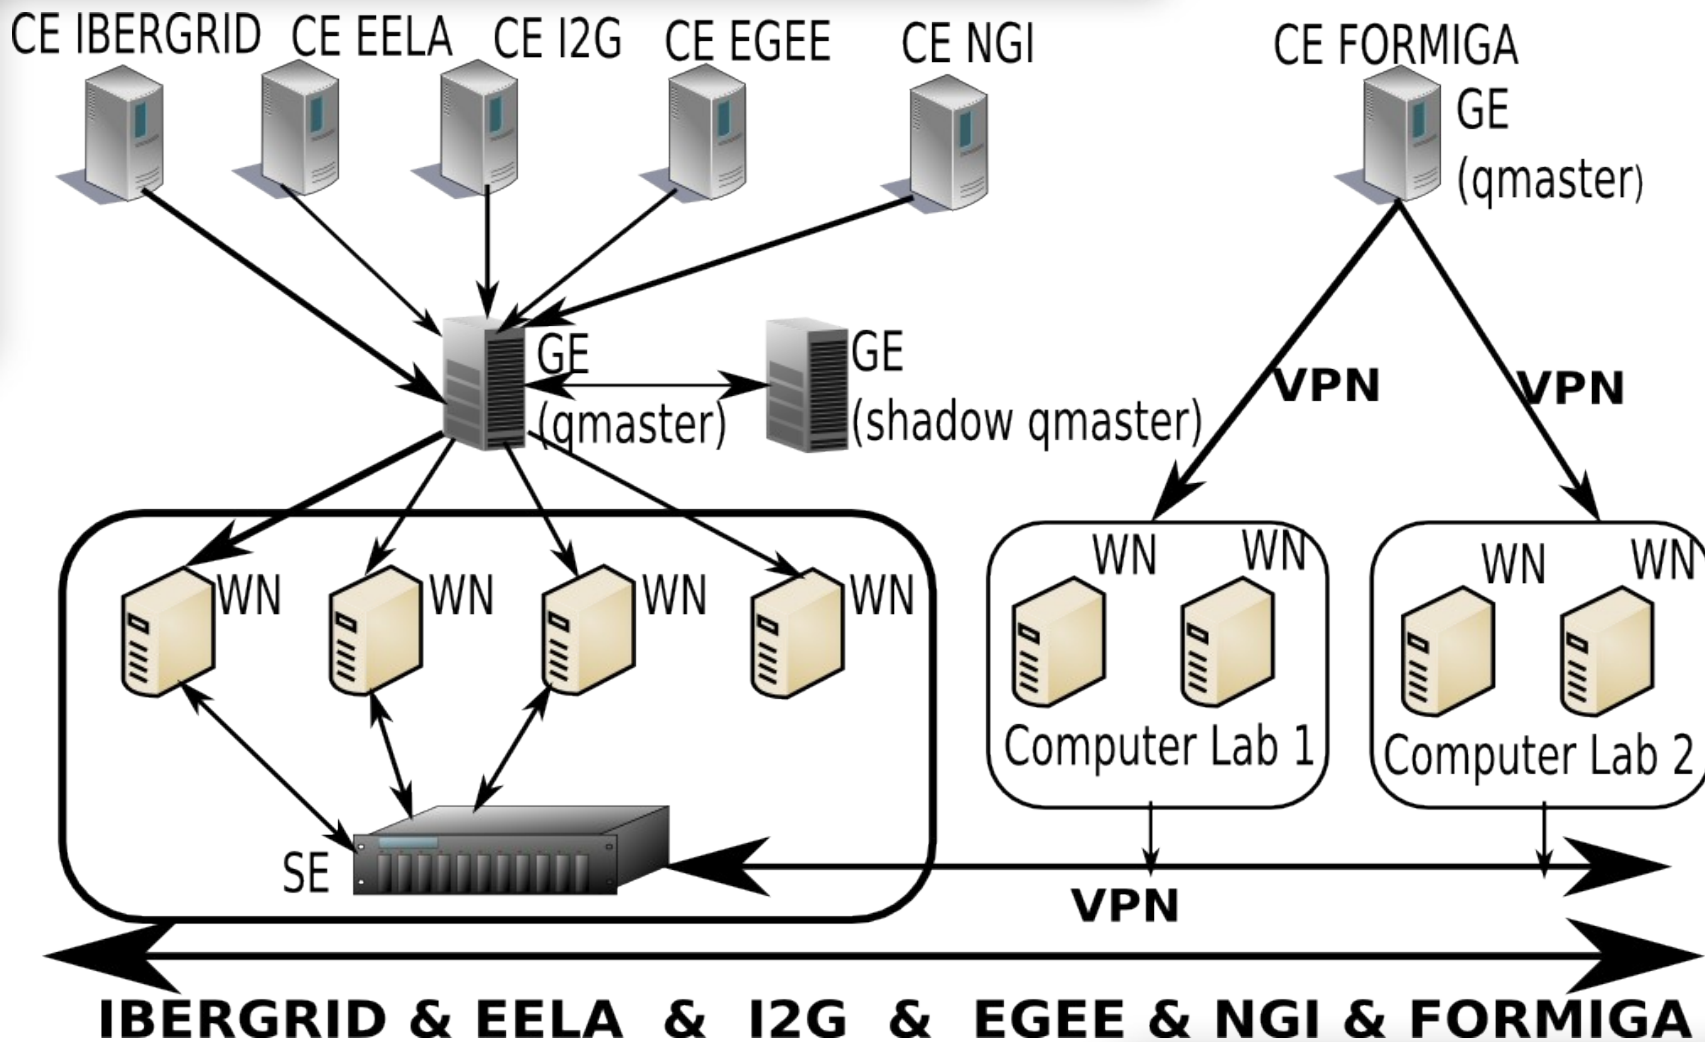 CE IBERGRID
CE EELA
CE I2G
CE EGEE
CE NGI
CE FORMIGA
GE
(qmaster)
GE
(qmaster)
GE
(shadow qmaster)
VPN
VPN
WN
WN
WN
WN
WN
WN
Computer Lab 1
WN
WN
Computer Lab 2
SE
VPN
IBERGRID & EELA & I2G & EGEE & NGI & FORMIGA